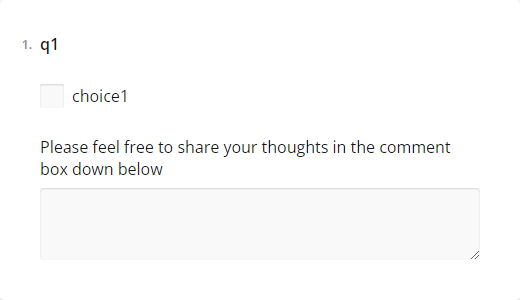 1. q1
choice1
Please feel free to share your thoughts in the comment
box down below